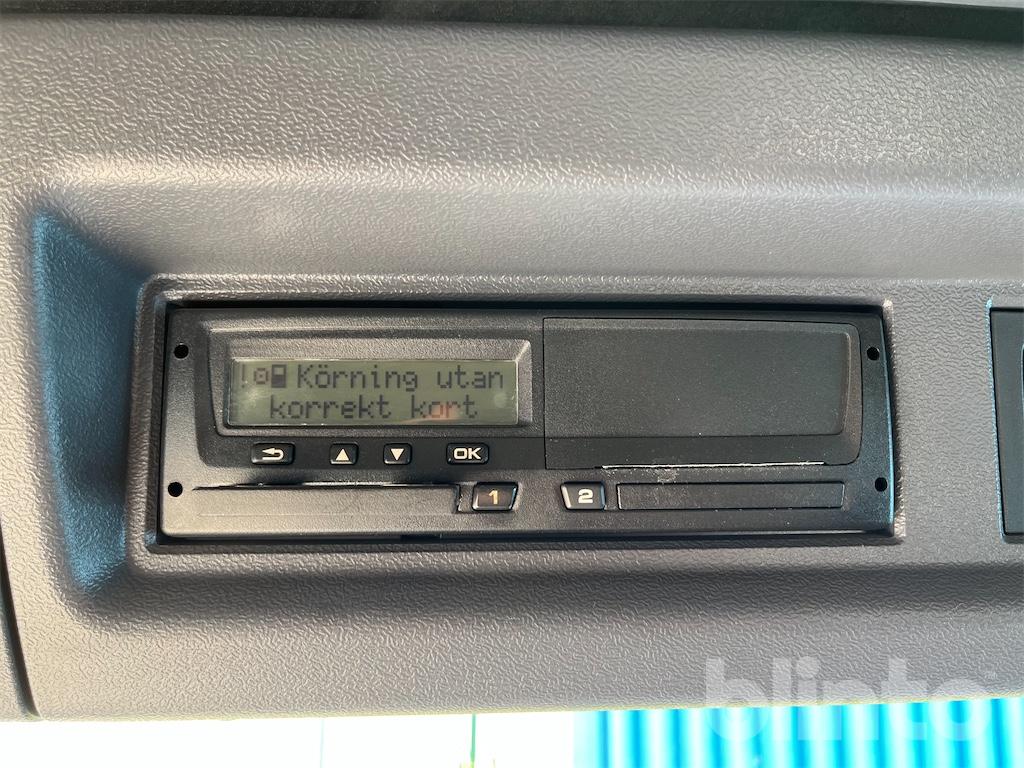 ! Körning utan
korrekt kort
OK
1 2
blinto